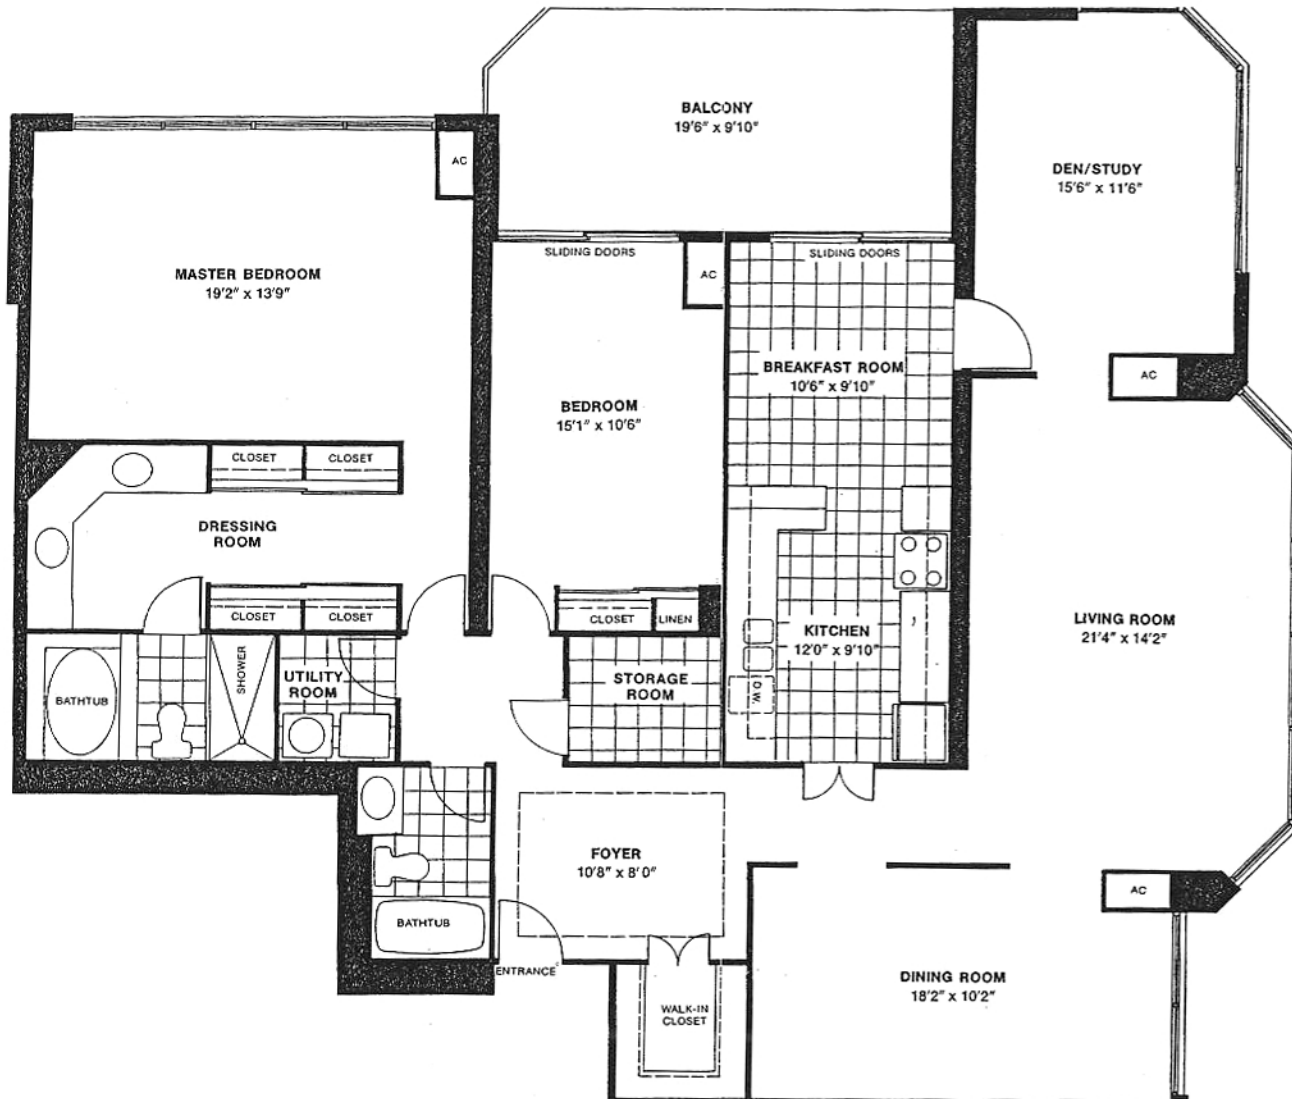 BALCONY
19'6" x 9'10"
AC
DEN/STUDY
15'6" x 11'6"
SLIDING DOORS
SLIDING DOORS
MASTER BEDROOM
19'2" x 13'9"
AC
BREAKFAST ROOM
10'6" x 9'10"
AC
BEDROOM
15'1" x 10'6"
CLOSET
CLOSET
DRESSING
ROOM
CLOSET
CLOSET
CLOSET
LINEN
KITCHEN
12'0" x 9'10"
LIVING ROOM
21'4" x 14'2"
SHOWER
UTILITY
ROOM
STORAGE
ROOM
D.W.
BATHTUB
FOYER
10'8" x 8'0"
AC
BATHTUB
ENTRANCE
DINING ROOM
18'2" x 10'2"
WALK-IN
CLOSET